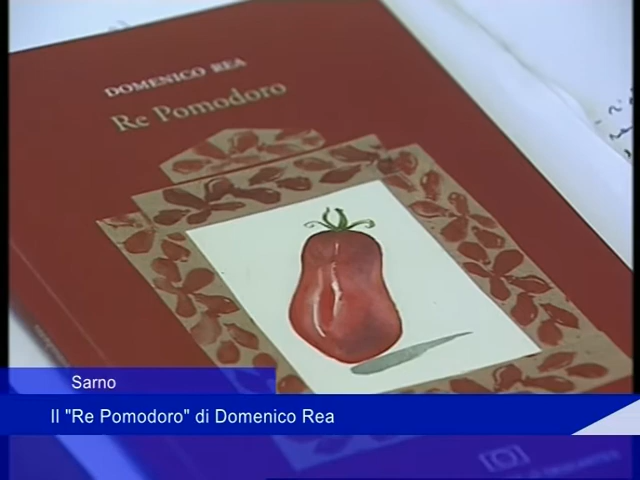 DOMENICO REA
Re Pomodoro
Sarno
Il "Re Pomodoro" di Domenico Rea